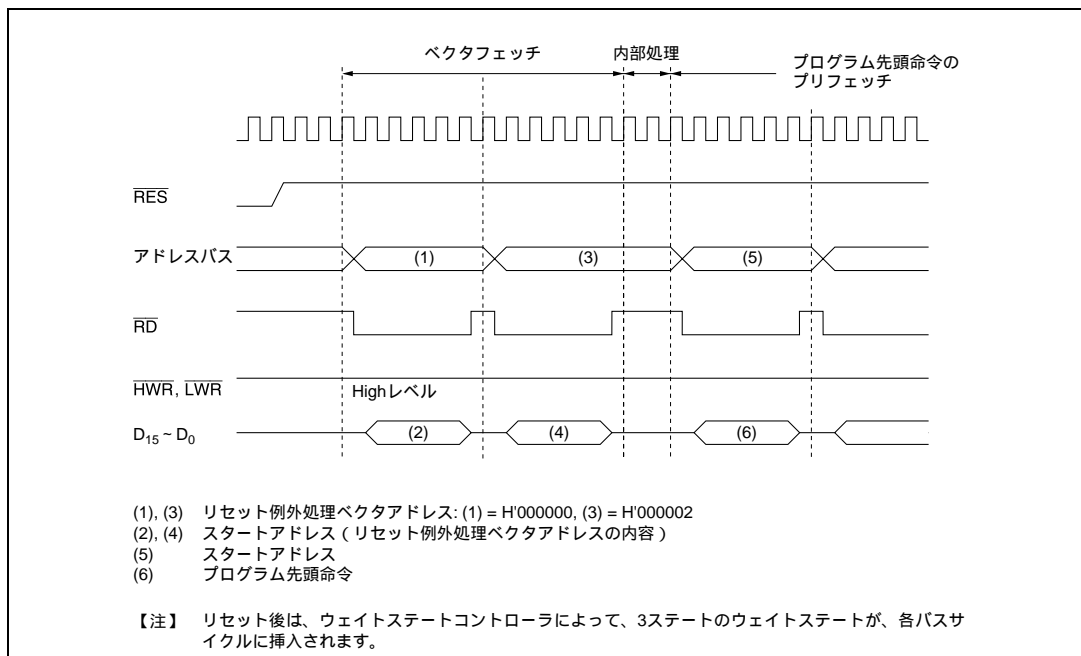 ベクタフェッチ
内部処理
プログラム先頭命令の
プリフェッチ
RES
アドレスバス
(1)
(3)
(5)
RD
HWR, LWR
Highレベル
D15 ~ D0
(2)
(4)
(6)
(1), (3) リセット例外処理ベクタアドレス: (1) = H'000000, (3) = H'000002
(2), (4) スタートアドレス ( リセット例外処理ベクタアドレスの内容 )
(5) スタートアドレス
(6) プログラム先頭命令
【注】 リセット後は、ウェイトステートコントローラによって、3ステートのウェイトステートが、各バスサ
イクルに挿入されます。